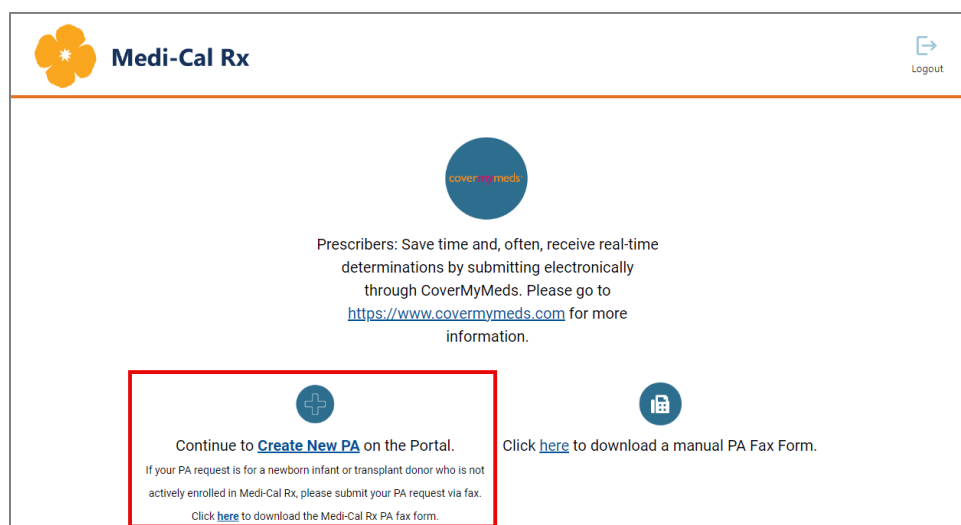 Medi-Cal Rx
Logout
covermymeds
Prescribers: Save time and, often, receive real-time
determinations by submitting electronically
through CoverMyMeds. Please go to
https://www.covermymeds.com for more
information.
Continue to Create New PA on the Portal.
If your PA request is for a newborn infant or transplant donor who is not
actively enrolled in Medi-Cal Rx, please submit your PA request via fax.
Click here to download the Medi-Cal Rx PA fax form.
Click here to download a manual PA Fax Form.